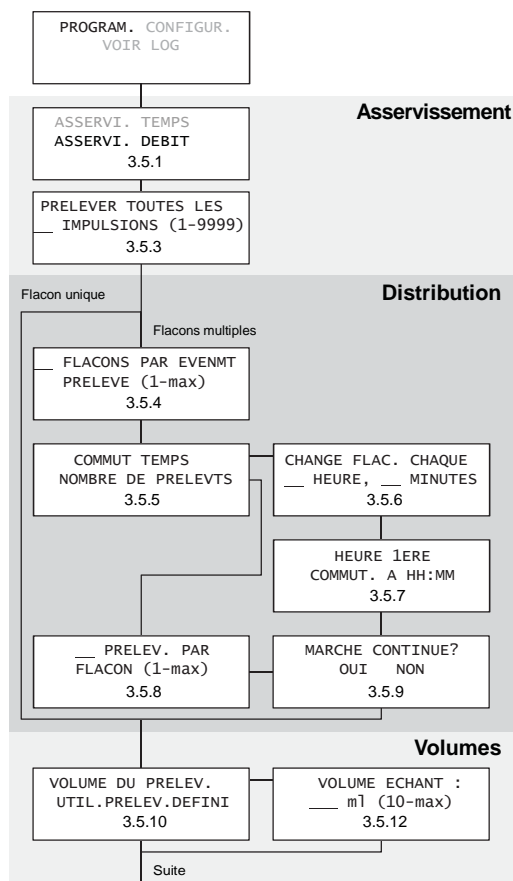 PROGRAM. CONFIGUR.
VOIR LOG
Asservissement
ASSERVI. TEMPS
ASSERVI. DEBIT
3.5.1
PRELEVER TOUTES LES
__ IMPULSIONS (1-9999)
3.5.3
Distribution
Flacon unique
Flacons multiples
__ FLACONS PAR EVENMT
PRELEVE (1-max)
3.5.4
COMMUT TEMPS
NOMBRE DE PRELEVTS
3.5.5
CHANGE FLAC. CHAQUE
__ HEURE, __ MINUTES
3.5.6
HEURE 1ERE
COMMUT. A HH:MM
3.5.7
__ PRELEV. PAR
FLACON (1-max)
3.5.8
MARCHE CONTINUE?
OUI NON
3.5.9
Volumes
VOLUME DU PRELEV.
UTIL.PRELEV.DEFINI
3.5.10
VOLUME ECHANT :
___ ml (10-max)
3.5.12
Suite